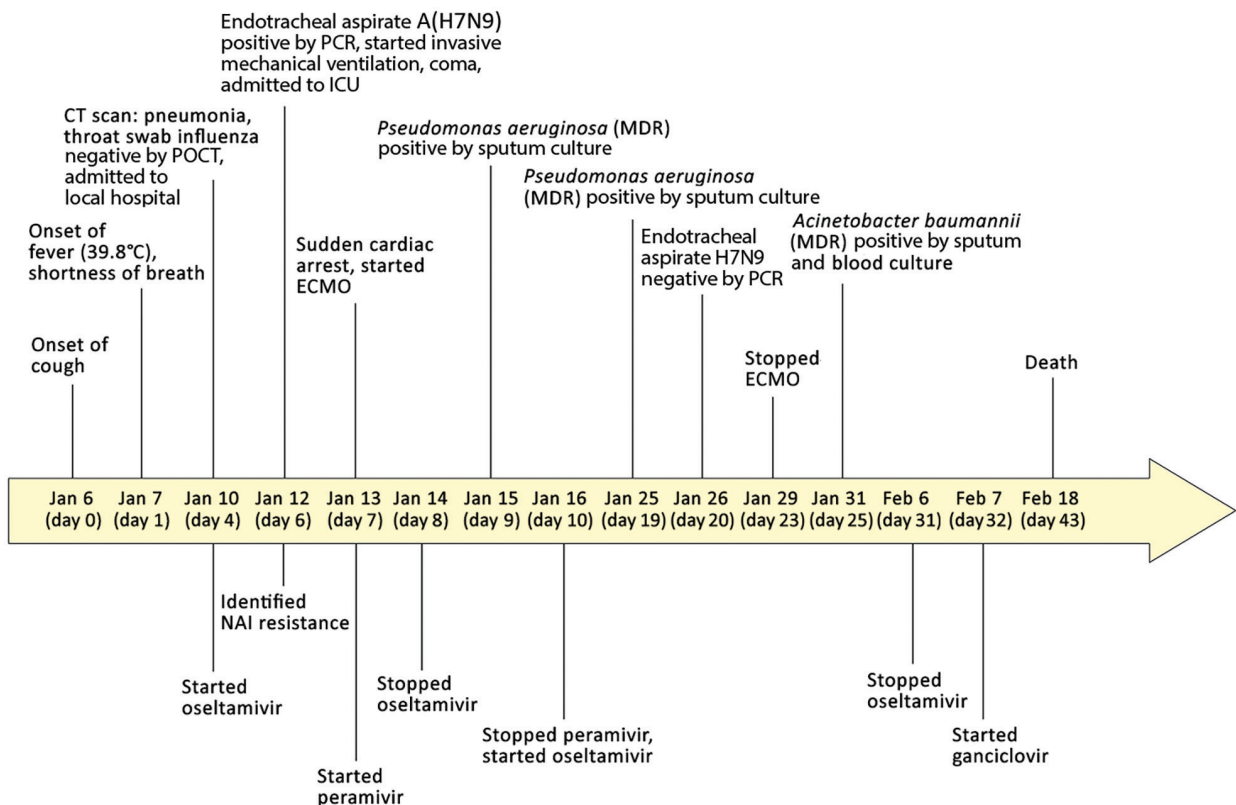 Endotracheal aspirate A(H7N9)
positive by PCR, started invasive
mechanical ventilation, coma,
admitted to ICU
CT scan: pneumonia,
throat swab influenza
negative by POCT,
admitted to
local hospital
Pseudomonas aeruginosa (MDR)
positive by sputum culture
Pseudomonas aeruginosa
(MDR) positive by sputum culture
Onset of
fever (39.8°C),
shortness of breath
Sudden cardiac
arrest, started
ECMO
Endotracheal
aspirate H7N9
negative by PCR
Acinetobacter baumannii
(MDR) positive by sputum
and blood culture
Onset of
cough
Stopped
ECMO
Death
Jan 6 Jan 7 Jan 10 Jan 12 Jan 13 Jan 14 Jan 15 Jan 16 Jan 25 Jan 26 Jan 29 Jan 31 Feb 6 Feb 7 Feb 18
(day 0) (day 1) (day 4) (day 6) (day 7) (day 8) (day 9) (day 10) (day 19) (day 20) (day 23) (day 25) (day 31) (day 32) (day 43)
Identified
NAI resistance
Started
oseltamivir
Stopped
oseltamivir
Stopped peramivir,
started oseltamivir
Stopped
oseltamivir
Started
ganciclovir
Started
peramivir